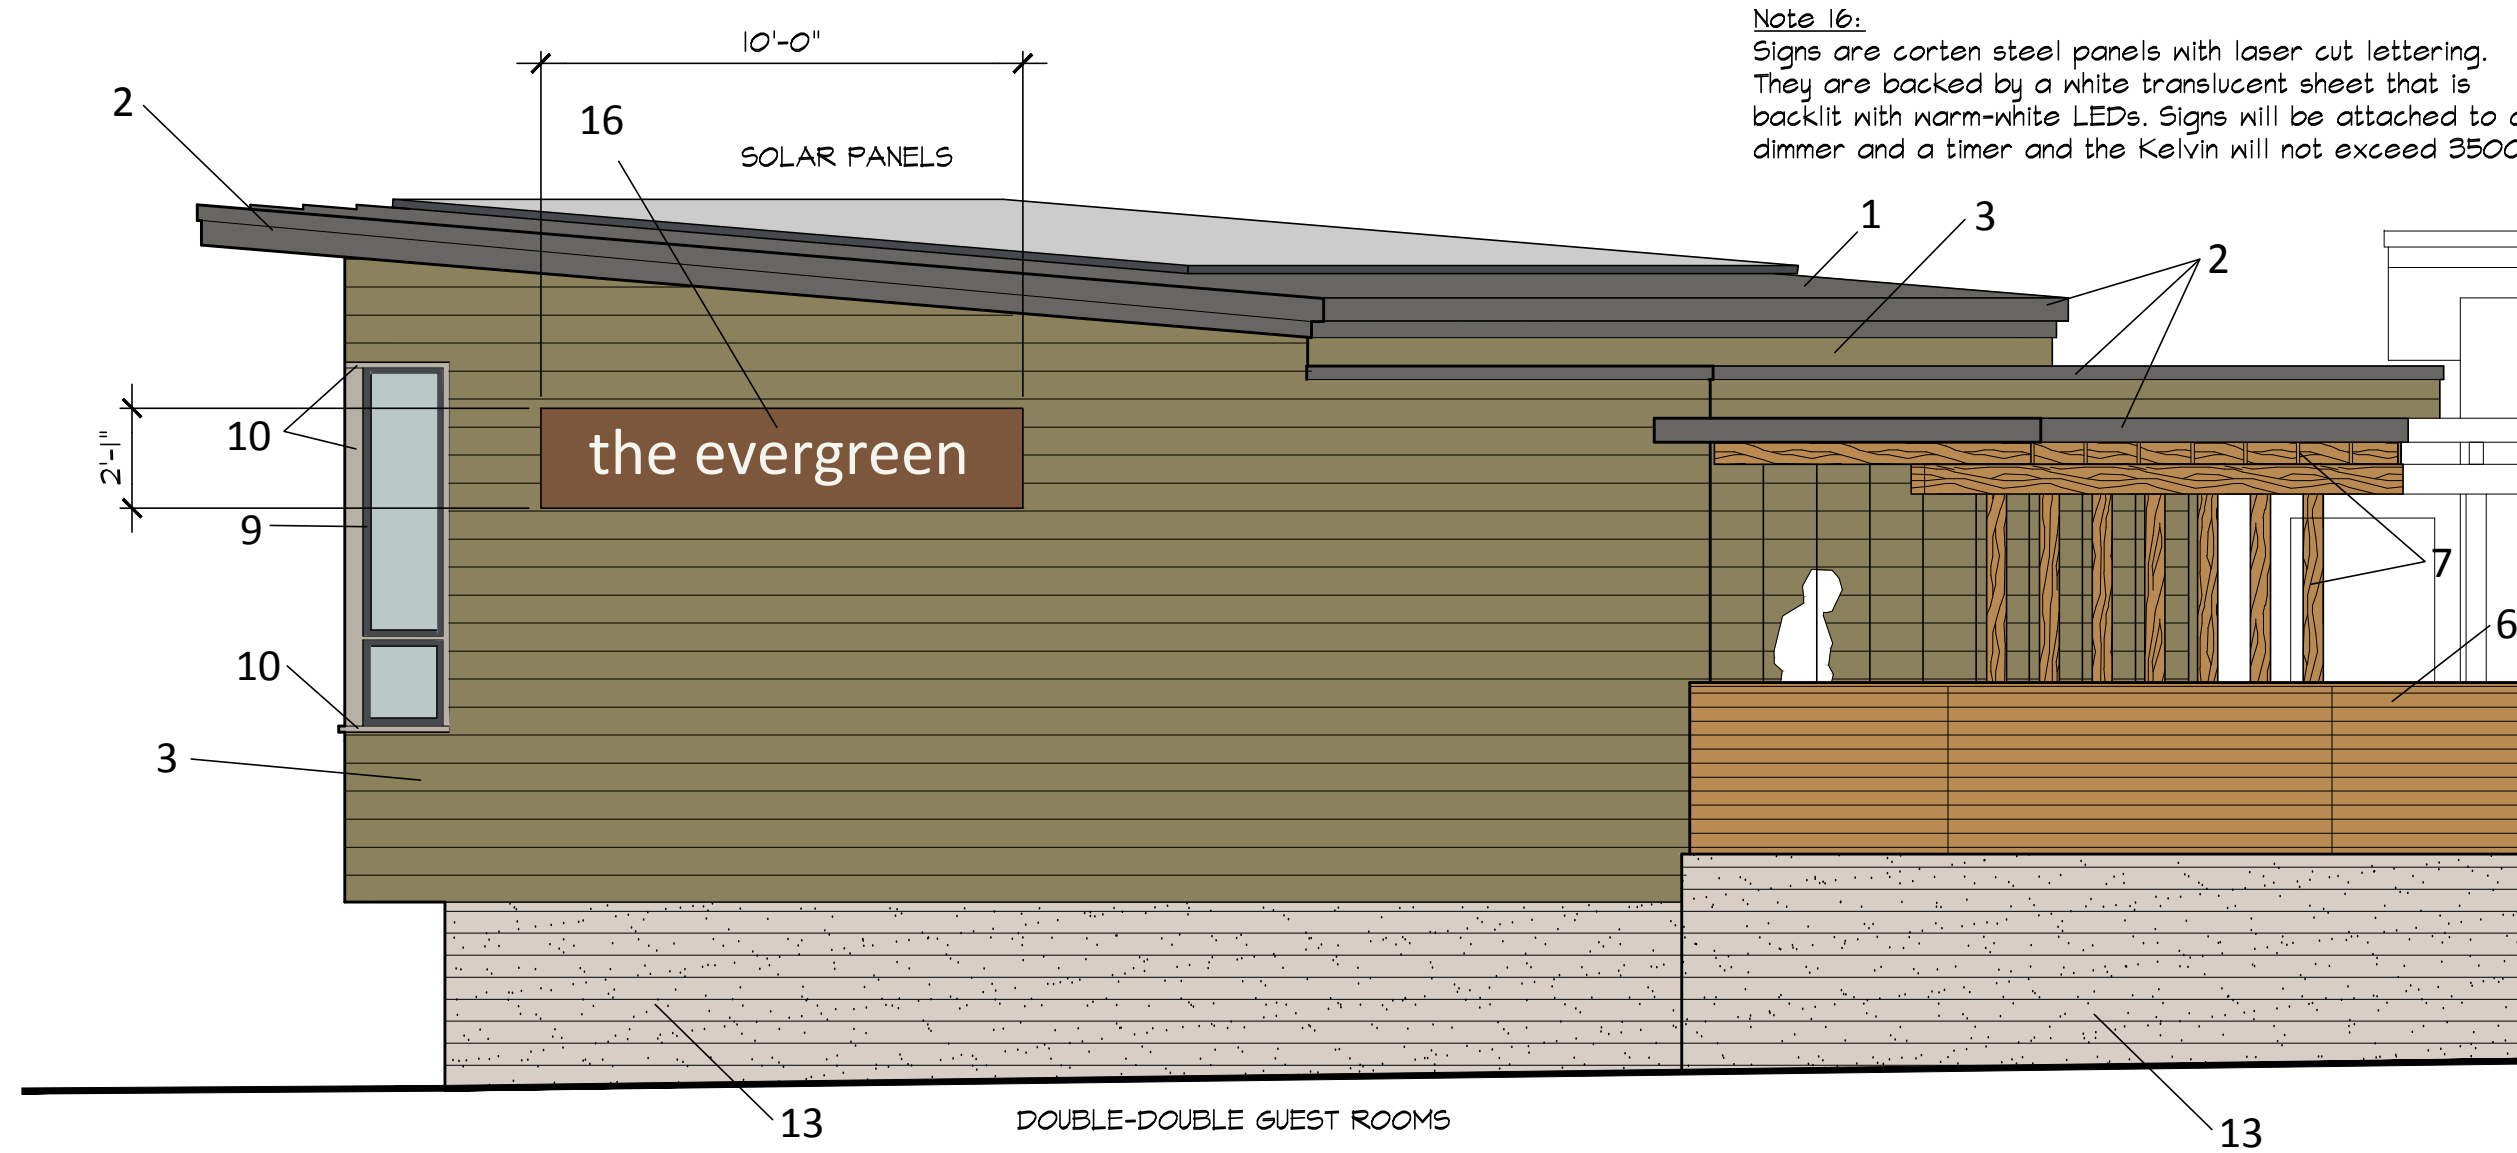 Note 16:
Signs are corten steel panels with laser cut lettering.
They are backed by a white translucent sheet that is
backlit with warm-white LEDs. Signs will be attached to a
dimmer and a timer and the Kelvin will not exceed 3500
10'-0"
2
16
SOLAR PANELS
1
3
2
10
2'-1"
the evergreen
9
7
6
10
3
13
DOUBLE-DOUBLE GUEST ROOMS
13